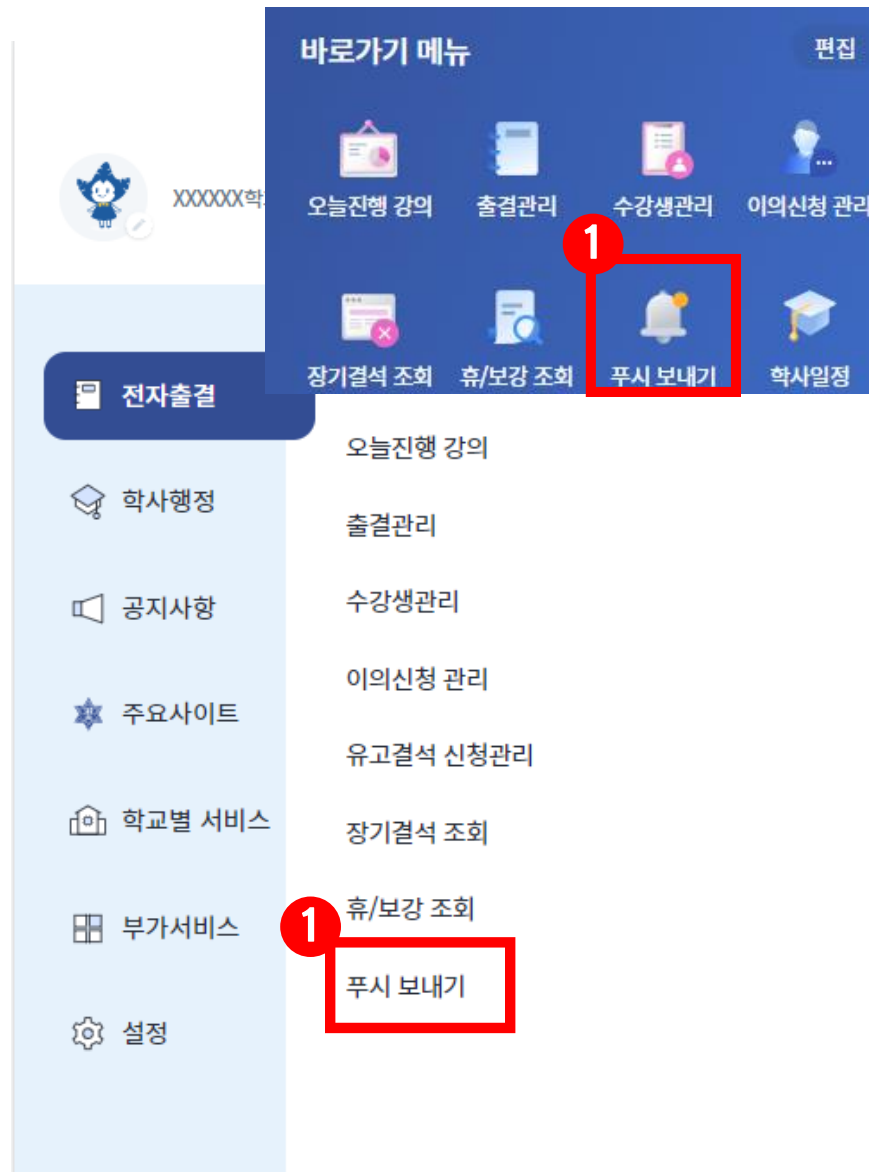 바로가기 메뉴
편집
XXXXXX학
오늘진행 강의
출결관리
수강생관리
이의신청 관리
1
장기결석 조회
휴/보강 조회
푸시 보내기
학사일정
전자출결
학사행정
공지사항
주요사이트
학교별 서비스
부가서비스
설정
오늘진행 강의
출결관리
수강생관리
이의신청 관리
유고결석 신청관리
장기결석 조회
휴/보강 조회
1
푸시 보내기